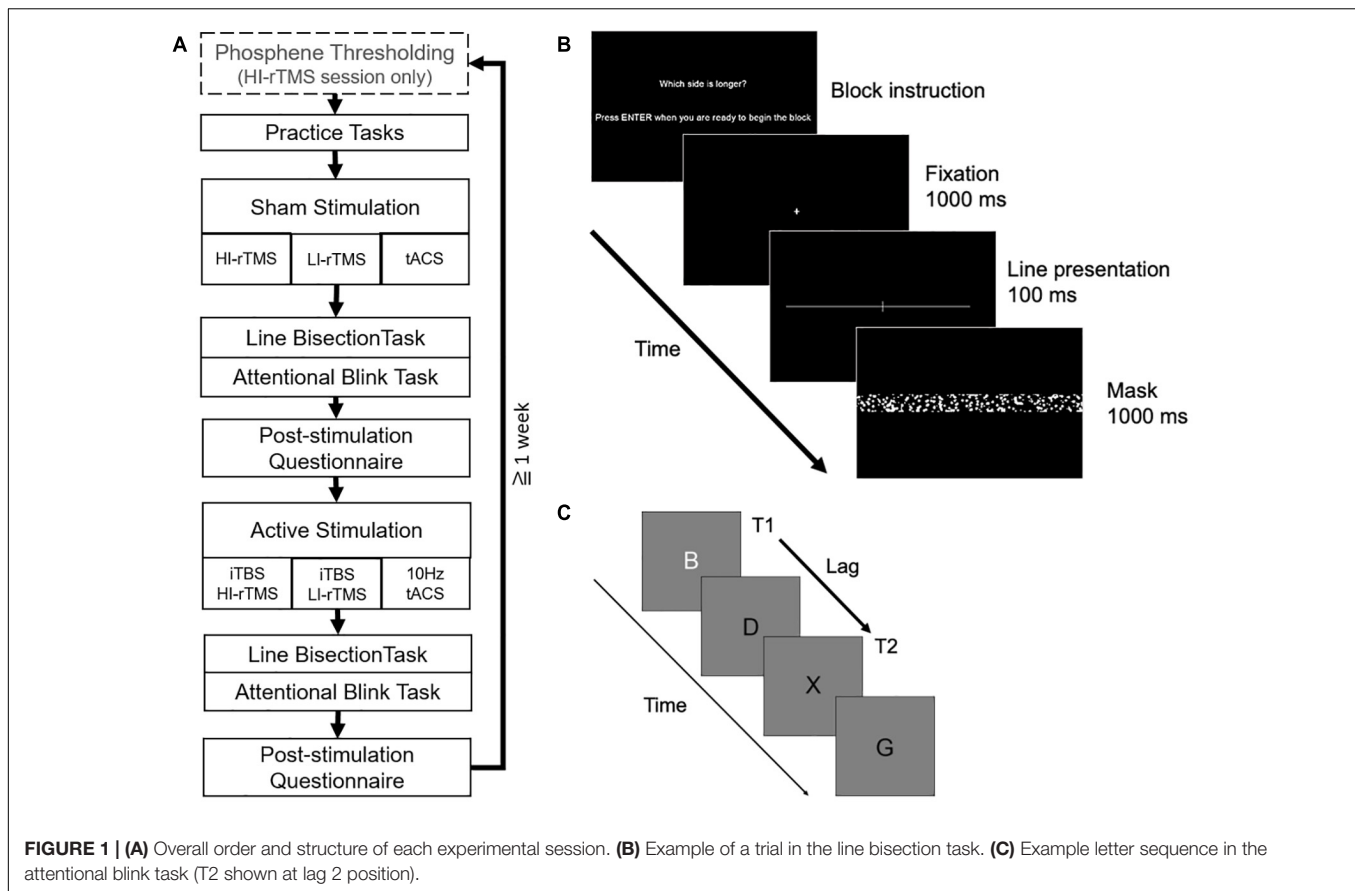 A
Phosphene Thresholding
(HI-rTMS session only)
Practice Tasks
Sham Stimulation
HI-rTMS
LI-rTMS
tACS
Line BisectionTask
Attentional Blink Task
Post-stimulation
Questionnaire
Active Stimulation
iTBS
HI-rTMS
iTBS
LI-rTMS
10Hz
tACS
Line BisectionTask
Attentional Blink Task
Post-stimulation
Questionnaire
≧ 1 week
B
Which side is longer?
Press ENTER when you are ready to begin the block
Block instruction
Fixation
1000 ms
Line presentation
100 ms
Mask
1000 ms
Time
C
B
T1
Lag
D
T2
X
Time
G
FIGURE 1 | (A) Overall order and structure of each experimental session. (B) Example of a trial in the line bisection task. (C) Example letter sequence in the
attentional blink task (T2 shown at lag 2 position).